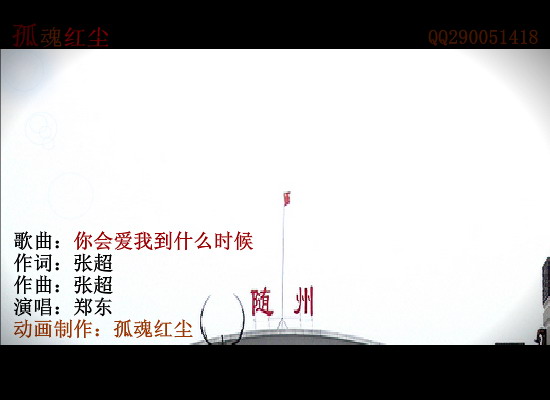 孤魂红尘
QQ290051418
歌曲：你会爱我到什么时候
作词：张超
作曲：张超
演唱：郑东
动画制作：孤魂红尘
随州